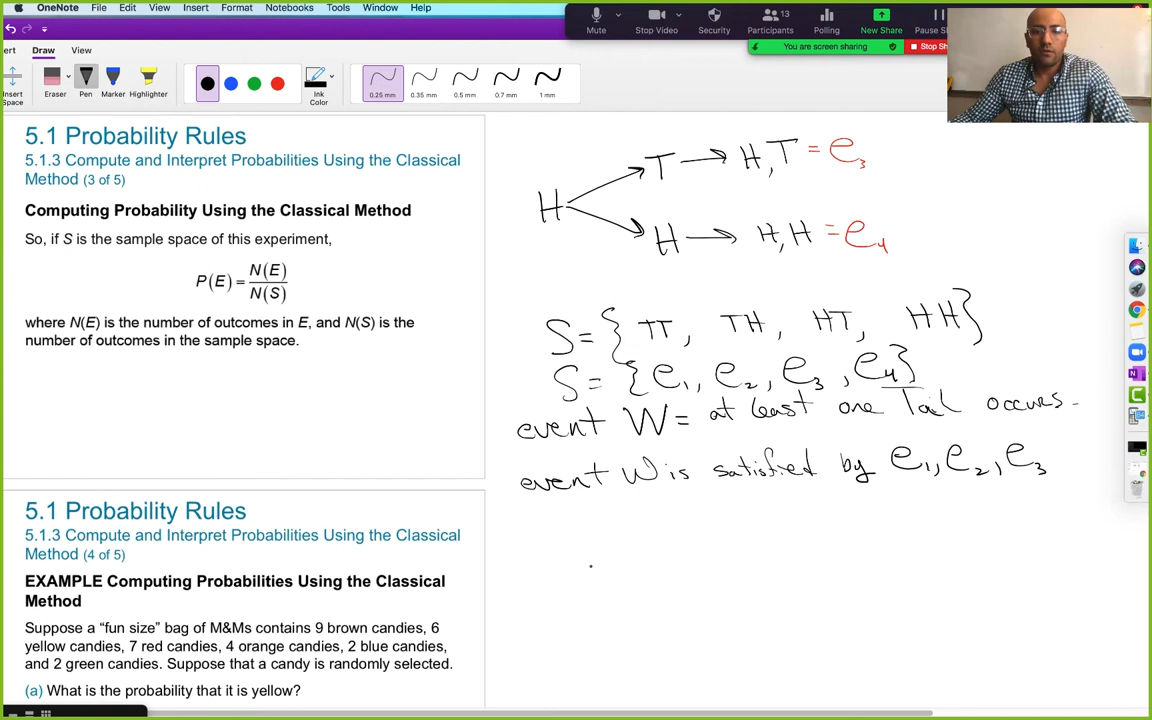 OneNote File Edit View Insert Format Notebooks Tools Window Help
Mute Stop Video Security 13 Participants Polling New Share Pause
You are screen sharing Stop Sh
ert Draw View
Insert Space Eraser Pen Marker Highlighter Ink Color 0.25 mm 0.35 mm 0.5 mm 0.7 mm 1 mm
5.1 Probability Rules
5.1.3 Compute and Interpret Probabilities Using the Classical
Method (3 of 5)
Computing Probability Using the Classical Method
So, if S is the sample space of this experiment,
P(E) = N(E) / N(S)
where N(E) is the number of outcomes in E, and N(S) is the
number of outcomes in the sample space.
5.1 Probability Rules
5.1.3 Compute and Interpret Probabilities Using the Classical
Method (4 of 5)
EXAMPLE Computing Probabilities Using the Classical
Method
Suppose a “fun size” bag of M&Ms contains 9 brown candies, 6
yellow candies, 7 red candies, 4 orange candies, 2 blue candies,
and 2 green candies. Suppose that a candy is randomly selected.
(a) What is the probability that it is yellow?
T → H,T = e₃
H
H → H,H = e₄
S = { TT, TH, HT, HH }
S = { e₁, e₂, e₃, e₄ }
event W = at least one Tail occurs.
event W is satisfied by e₁, e₂, e₃